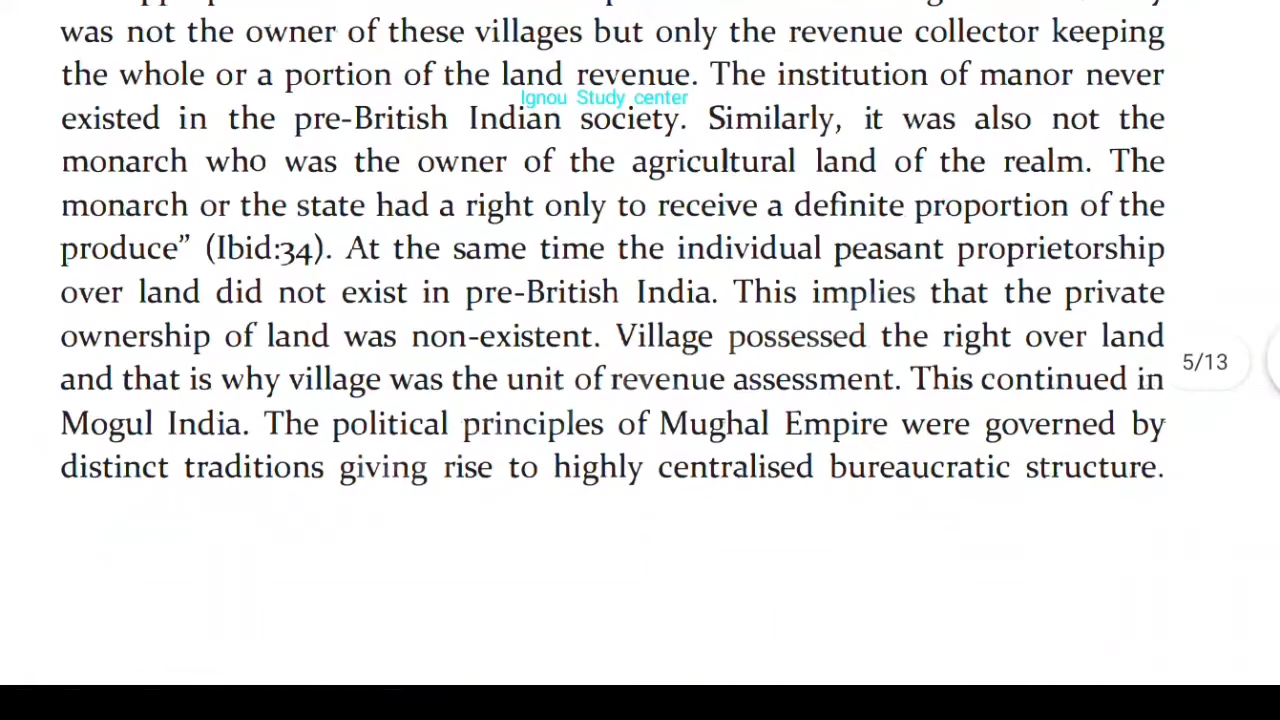 was not the owner of these villages but only the revenue collector keeping
the whole or a portion of the land revenue. The institution of manor never
Ignou Study center
existed in the pre-British Indian society. Similarly, it was also not the
monarch who was the owner of the agricultural land of the realm. The
monarch or the state had a right only to receive a definite proportion of the
produce” (Ibid:34). At the same time the individual peasant proprietorship
over land did not exist in pre-British India. This implies that the private
ownership of land was non-existent. Village possessed the right over land
5/13
and that is why village was the unit of revenue assessment. This continued in
Mogul India. The political principles of Mughal Empire were governed by
distinct traditions giving rise to highly centralised bureaucratic structure.